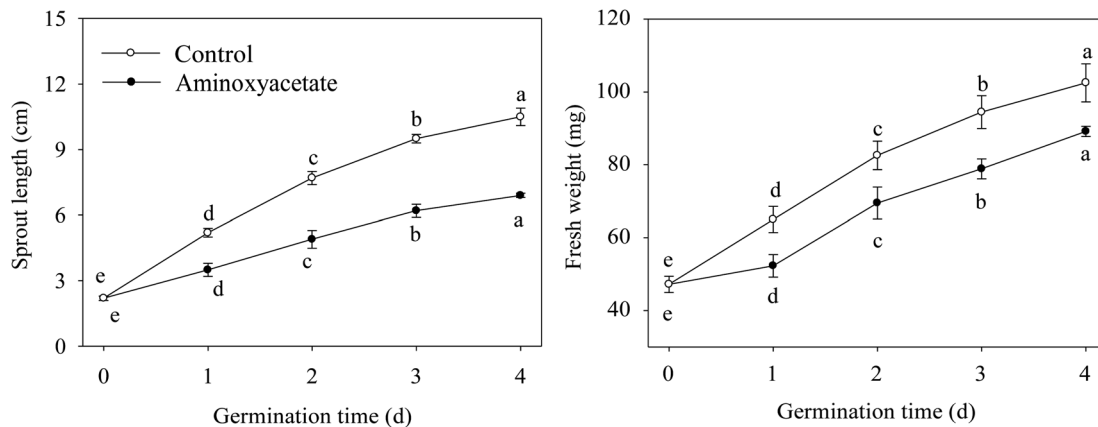 Sprout length (cm)
15
12
9
6
3
0
Control
Aminoxyacetate
e
d
c
b
a
e
d
c
b
a
0 1 2 3 4
Germination time (d)
Fresh weight (mg)
120
100
80
60
40
e
d
c
b
a
e
d
c
b
a
0 1 2 3 4
Germination time (d)